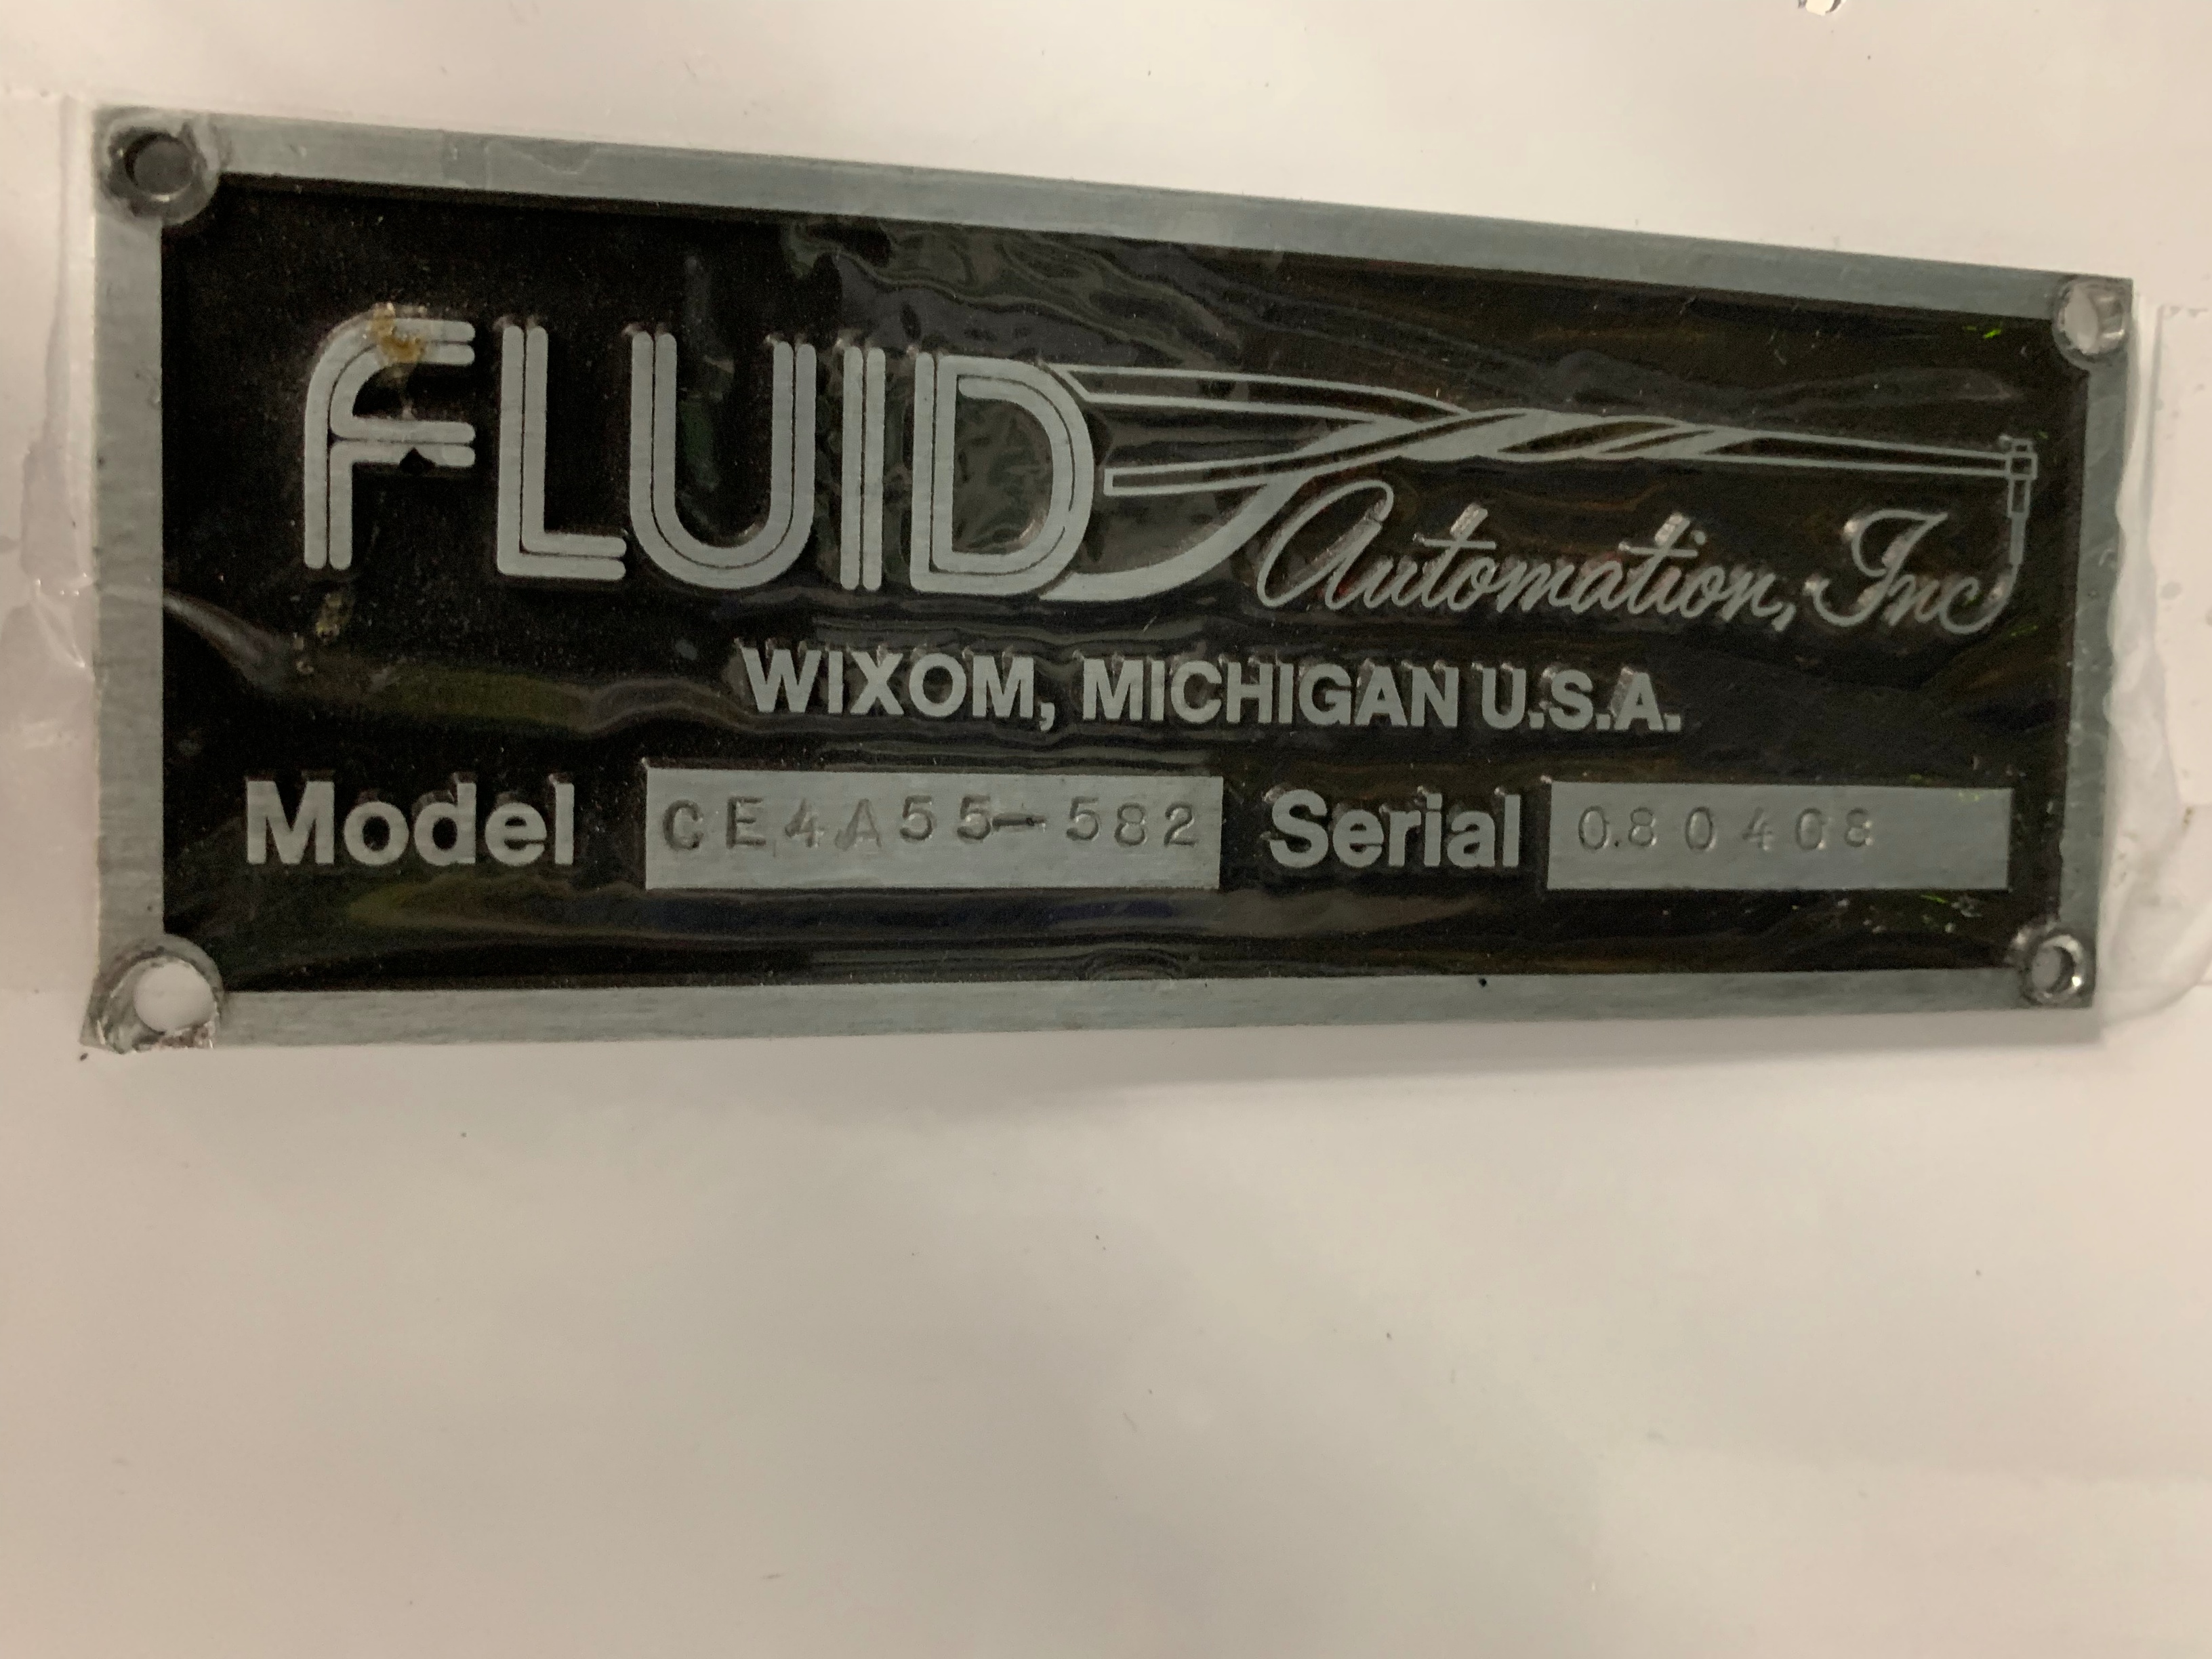 FLUID Automation, Inc
WIXOM, MICHIGAN U.S.A.
Model CE4A55-582 Serial 080408